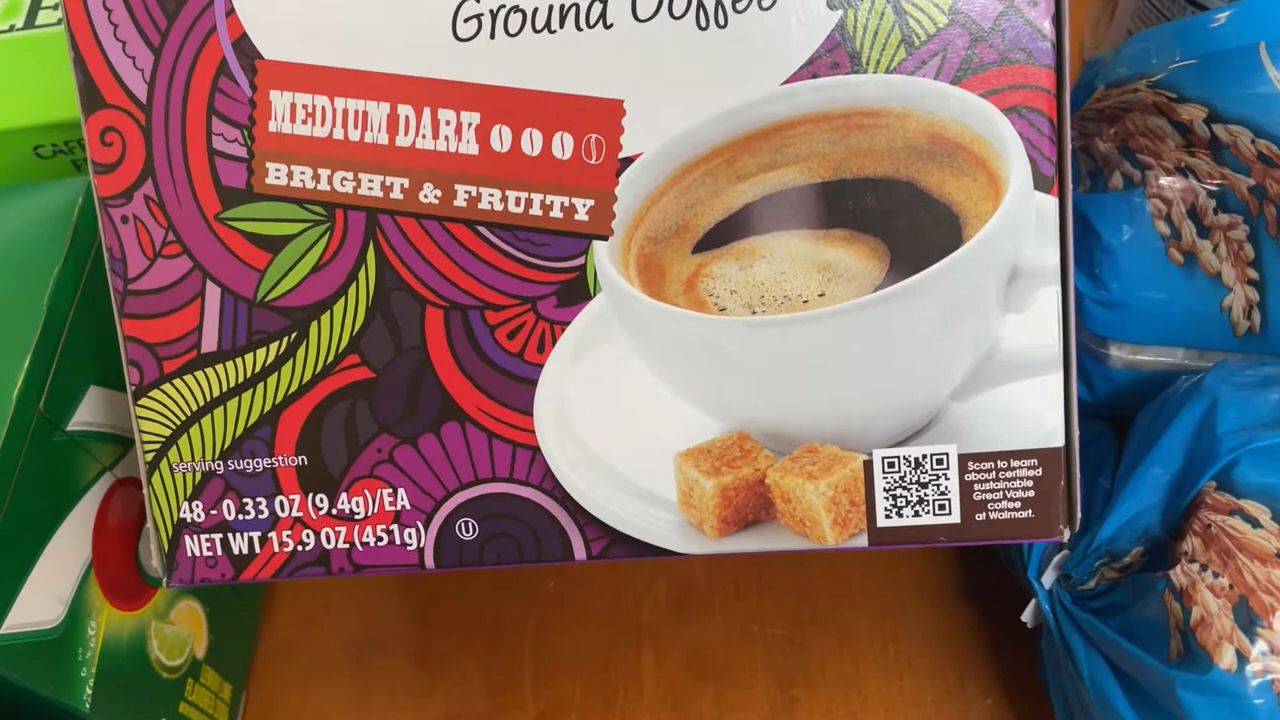 Ground Coffee
MEDIUM DARK
BRIGHT & FRUITY
serving suggestion
48 - 0.33 OZ (9.4g)/EA
NET WT 15.9 OZ (451g)
U
Scan to learn
about certified
sustainable
Great Value
coffee
at Walmart.